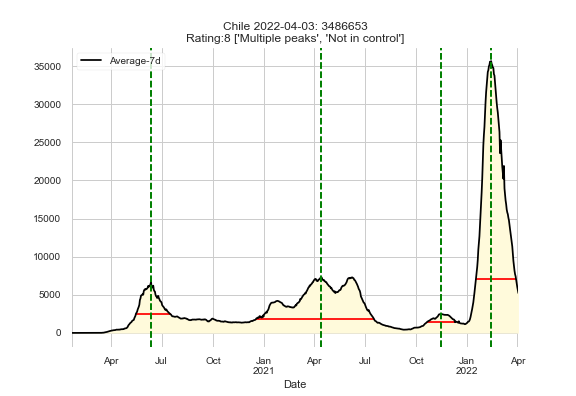 Chile 2022-04-03: 3486653
Rating:8 ['Multiple peaks', 'Not in control']
Average-7d
35000
30000
25000
20000
15000
10000
5000
0
Apr Jul Oct Jan Apr Jul Oct Jan Apr
2021 2022
Date